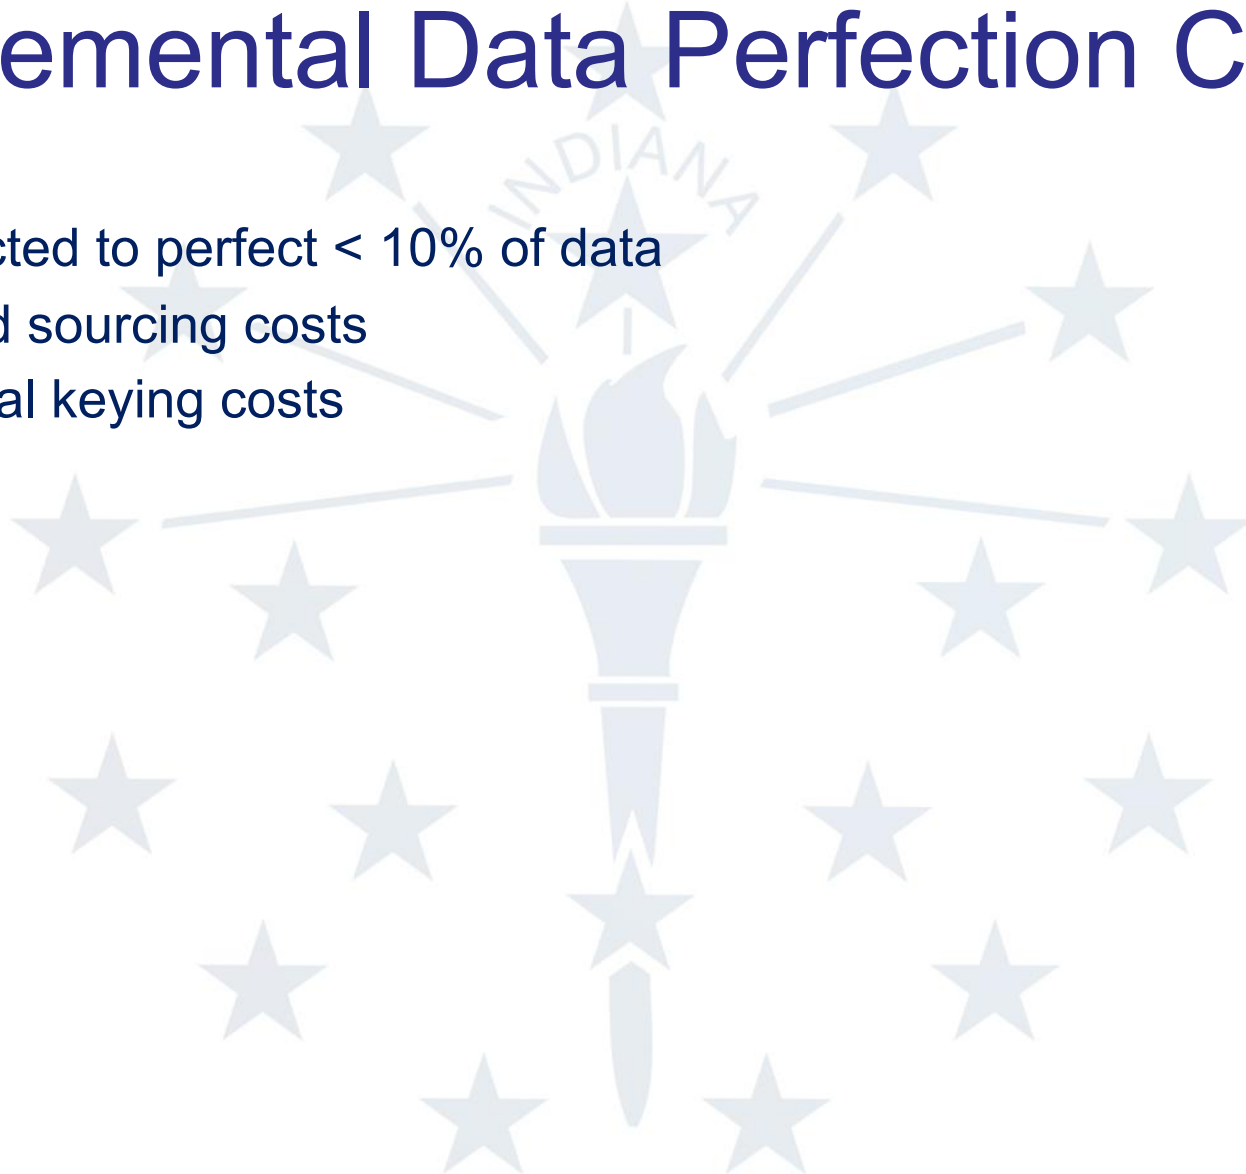 emental Data Perfection C
INDIANA
cted to perfect < 10% of data
d sourcing costs
al keying costs